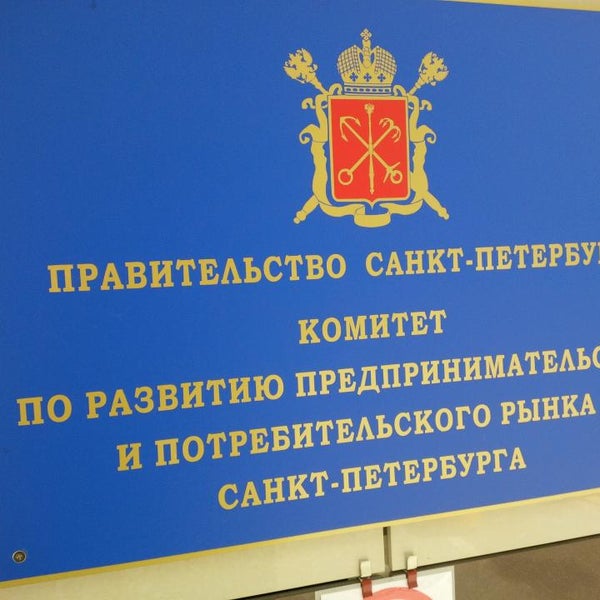 ПРАВИТЕЛЬСТВО САНКТ-ПЕТЕРБУ
КОМИТЕТ
ПО РАЗВИТИЮ ПРЕДПРИНИМАТЕЛЬС
И ПОТРЕБИТЕЛЬСКОГО РЫНКА
САНКТ-ПЕТЕРБУРГА